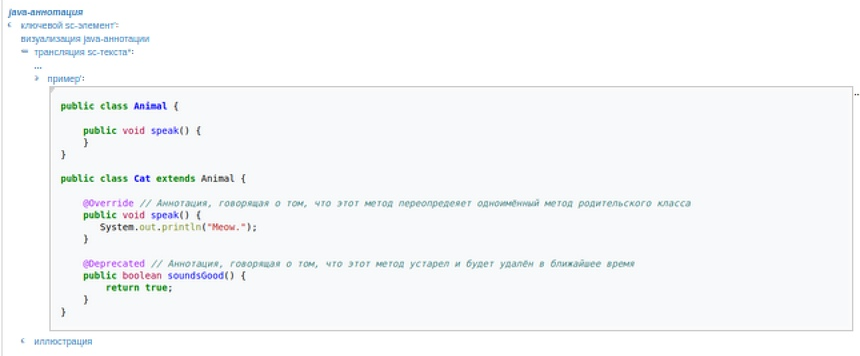 java-аннотация
ключевой sc-элемент':
визуализация java-аннотации
трансляция sc-текста*:
...
пример':
public class Animal {
public void speak() {
}
}
public class Cat extends Animal {
@Override // Аннотация, говорящая о том, что этот метод переопредеяет одноимённый метод родительского класса
public void speak() {
System.out.println("Meow.");
}
@Deprecated // Аннотация, говорящая о том, что этот метод устарел и будет удалён в ближайшее время
public boolean soundsGood() {
return true;
}
}
..
иллюстрация